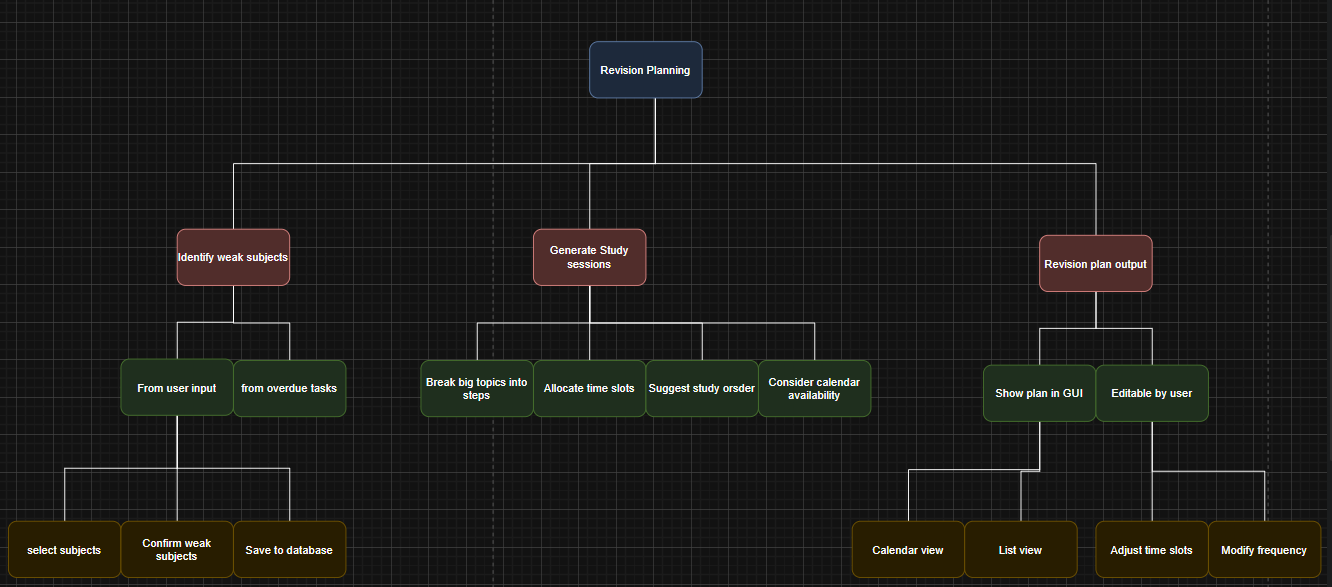 Revision Planning
Identify weak subjects
Generate Study
sessions
Revision plan output
From user input
from overdue tasks
Break big topics into
steps
Allocate time slots
Suggest study orsder
Consider calendar
availability
Show plan in GUI
Editable by user
select subjects
Confirm weak
subjects
Save to database
Calendar view
List view
Adjust time slots
Modify frequency